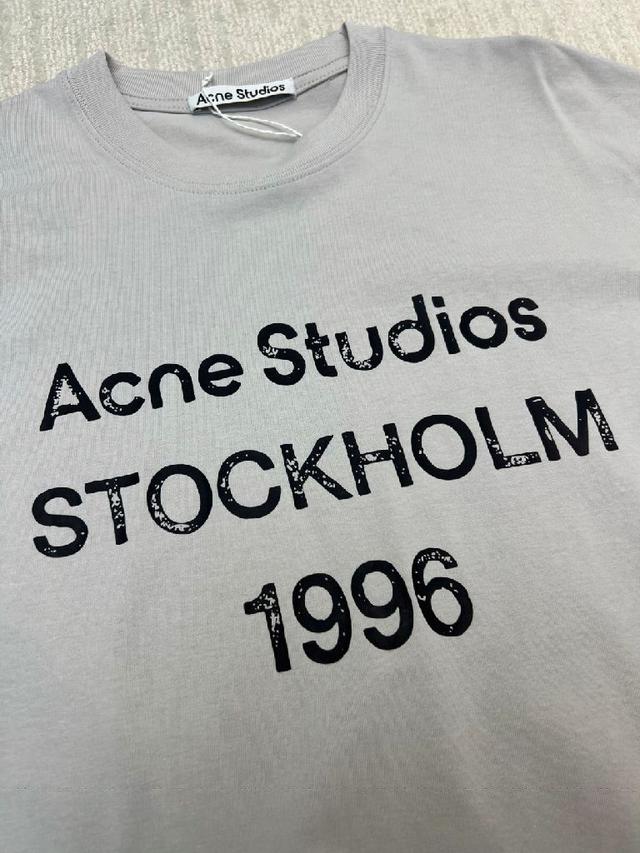 Acne Studios
Acne Studios
STOCKHOLM
1996